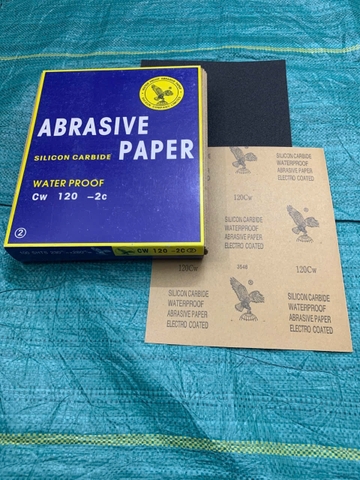 ABRASIVE
SILICON CARBIDE PAPER
WATER PROOF
CW 120 -2C
2
CW 120 -2C(2)
SILICON CARBIDE
WATERPROOF
ABRASIVE PAPER
ELECTRO COATED
120Cw
SILICON CARBIDE
WATERPROOF
ABRASIVE PAPER
ELECTRO COATED
120Cw
120Cw
SILICON CARBIDE
WATERPROOF
ABRASIVE PAPER
ELECTRO COATED
SILICON CARBIDE
WATERPROOF
ABRASIVE PAPER
ELECTRO COATED